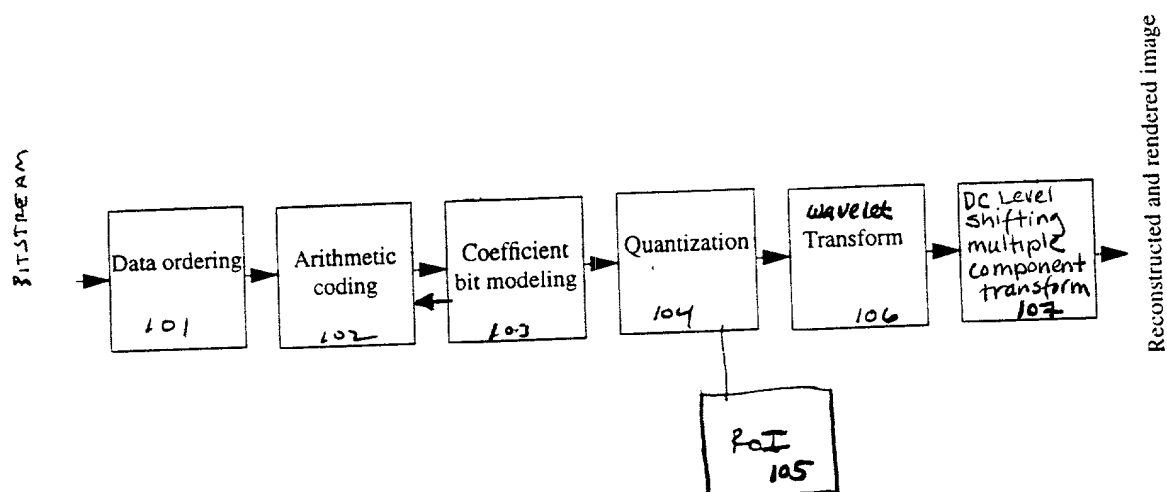 BITSTREAM
Data ordering
101
Arithmetic
coding
102
Coefficient
bit modeling
103
Quantization
104
RoI
105
wavelet
Transform
106
DC Level
shifting
multiple
component
transform
107
Reconstructed and rendered image